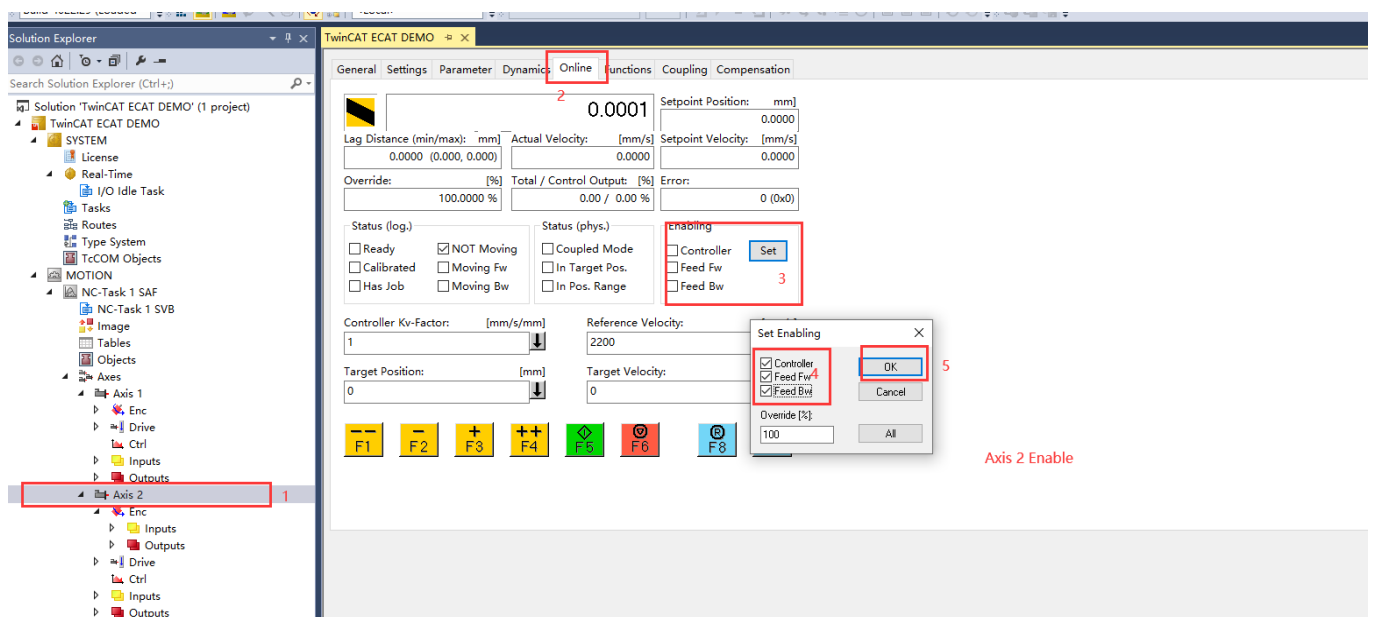 Solution Explorer
TwinCAT ECAT DEMO
Search Solution Explorer (Ctrl+;)
Solution 'TwinCAT ECAT DEMO' (1 project)
TwinCAT ECAT DEMO
SYSTEM
License
Real-Time
I/O Idle Task
Tasks
Routes
Type System
TcCOM Objects
MOTION
NC-Task 1 SAF
NC-Task 1 SVB
Image
Tables
Objects
Axes
Axis 1
Enc
Drive
Ctrl
Inputs
Outputs
Axis 2
1
Enc
Inputs
Outputs
Drive
Ctrl
Inputs
Outputs
General Settings Parameter Dynamics Online Functions Coupling Compensation
2
0.0001
Setpoint Position: mm]
0.0000
Lag Distance (min/max): mm] Actual Velocity: [mm/s] Setpoint Velocity: [mm/s]
0.0000 (0.000, 0.000) 0.0000 0.0000
Override: [%] Total / Control Output: [%] Error:
100.0000 % 0.00 / 0.00 % 0 (0x0)
Status (log.) Status (phys.) Enabling
Ready NOT Moving Coupled Mode Controller Set
Calibrated Moving Fw In Target Pos. Feed Fw
Has Job Moving Bw In Pos. Range Feed Bw
3
Controller Kv-Factor: [mm/s/mm] Reference Velocity:
1 2200
Target Position: [mm] Target Velocity:
0 0
-- F1 - F2 + F3 ++ F4 F5 F6 R F8
Set Enabling
Controller OK
Feed Fw
Feed Bw Cancel
4
5
Override [%]:
100 All
Axis 2 Enable